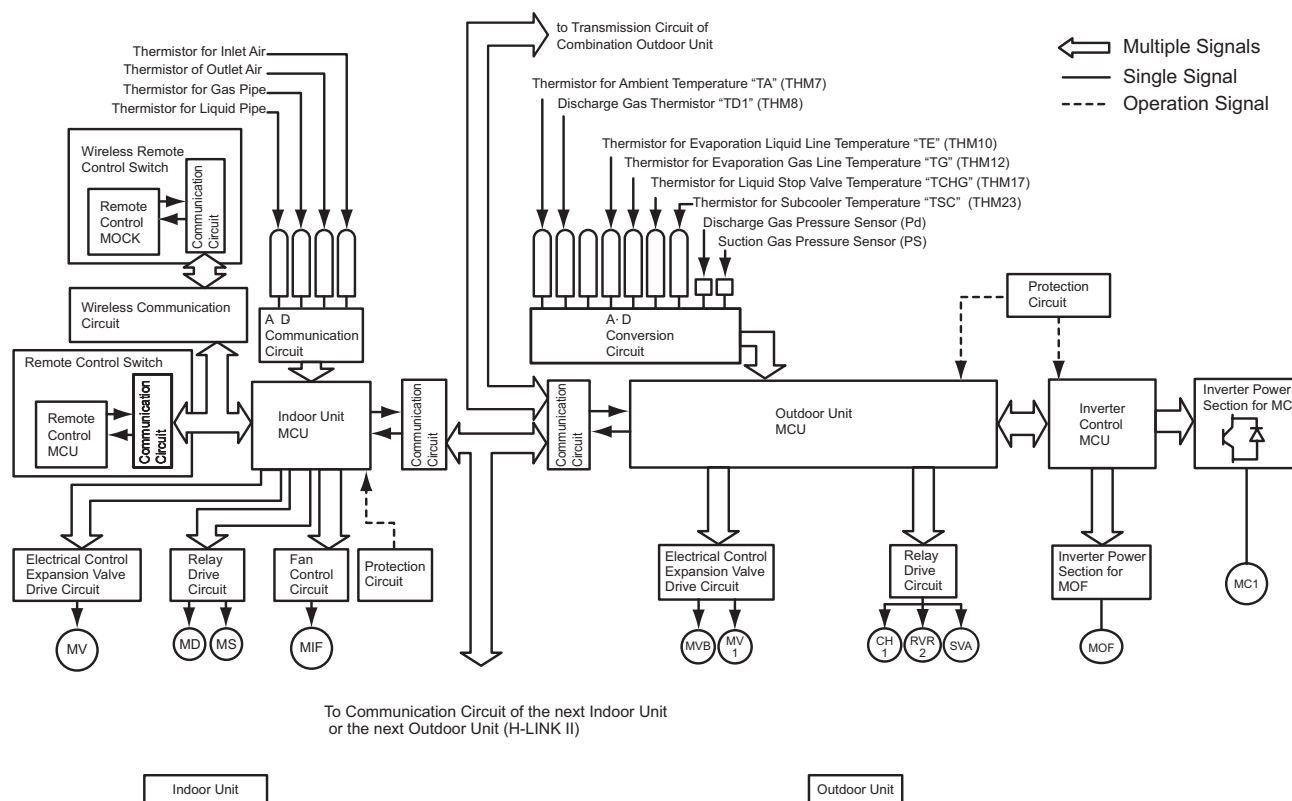 to Transmission Circuit of
Combination Outdoor Unit
Multiple Signals
Single Signal
Operation Signal
Thermistor for Inlet Air
Thermistor of Outlet Air
Thermistor for Gas Pipe
Thermistor for Liquid Pipe
Thermistor for Ambient Temperature “TA” (THM7)
Discharge Gas Thermistor “TD1” (THM8)
Thermistor for Evaporation Liquid Line Temperature “TE” (THM10)
Thermistor for Evaporation Gas Line Temperature “TG” (THM12)
Thermistor for Liquid Stop Valve Temperature “TCHG” (THM17)
Thermistor for Subcooler Temperature “TSC” (THM23)
Discharge Gas Pressure Sensor (Pd)
Suction Gas Pressure Sensor (PS)
Wireless Remote
Control Switch
Remote
Control
MOCK
Communication
Circuit
Wireless Communication
Circuit
A D
Communication
Circuit
A· D
Conversion
Circuit
Protection
Circuit
Remote Control Switch
Remote
Control
MCU
Communication
Circuit
Indoor Unit
MCU
Communication
Circuit
Communication
Circuit
Outdoor Unit
MCU
Inverter
Control
MCU
Inverter Power
Section for MC
Electrical Control
Expansion Valve
Drive Circuit
Relay
Drive
Circuit
Fan
Control
Circuit
Protection
Circuit
Electrical Control
Expansion Valve
Drive Circuit
Relay
Drive
Circuit
Inverter Power
Section for
MOF
MC1
MV
MD
MS
MIF
MVB
MV
1
CH
1
RVR
2
SVA
MOF
To Communication Circuit of the next Indoor Unit
or the next Outdoor Unit (H-LINK II)
Indoor Unit
Outdoor Unit